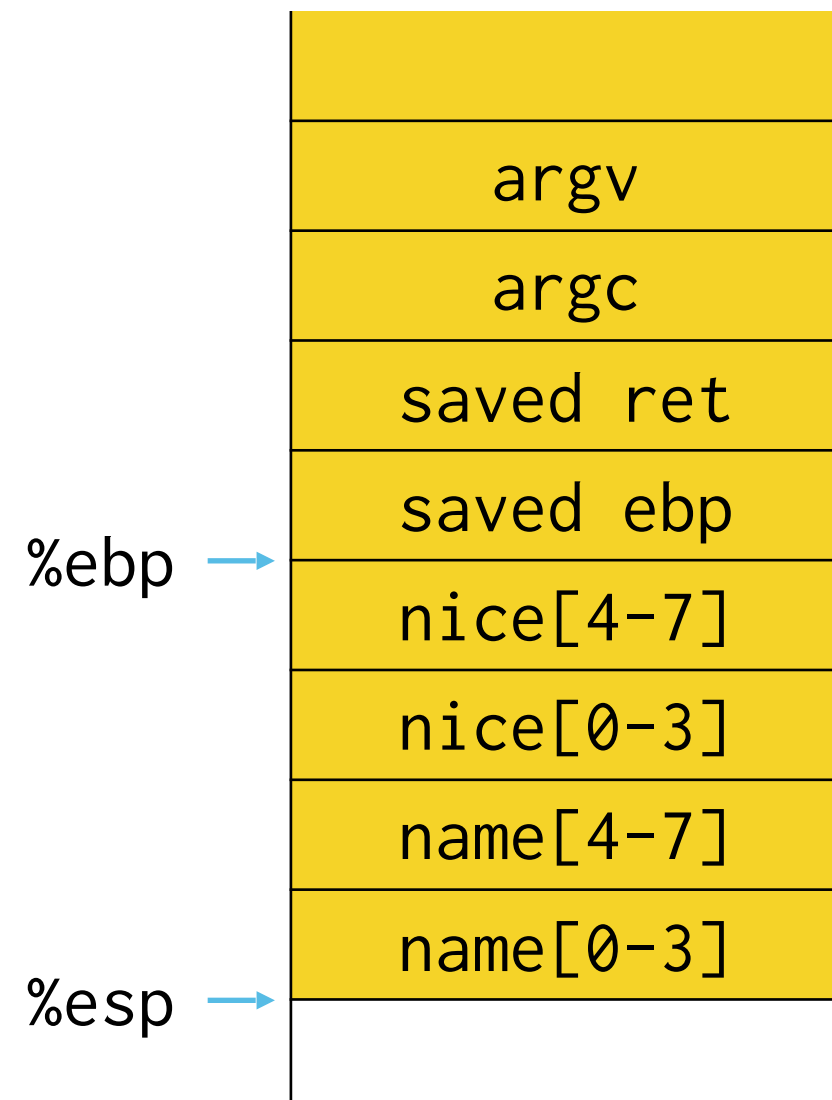 argv
argc
saved ret
saved ebp
%ebp
nice[4-7]
nice[0-3]
name[4-7]
name[0-3]
%esp